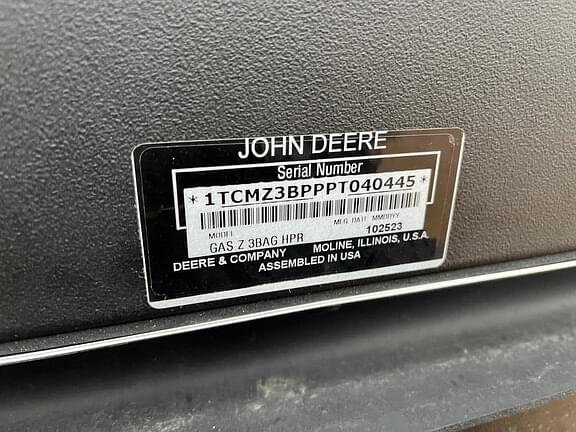 JOHN DEERE
Serial Number
*1TCMZ3BPPPT040445*
MODEL MFG DATE MMDDYY
GAS Z 3BAG HPR 102523
DEERE & COMPANY MOLINE, ILLINOIS, U.S.A.
ASSEMBLED IN USA